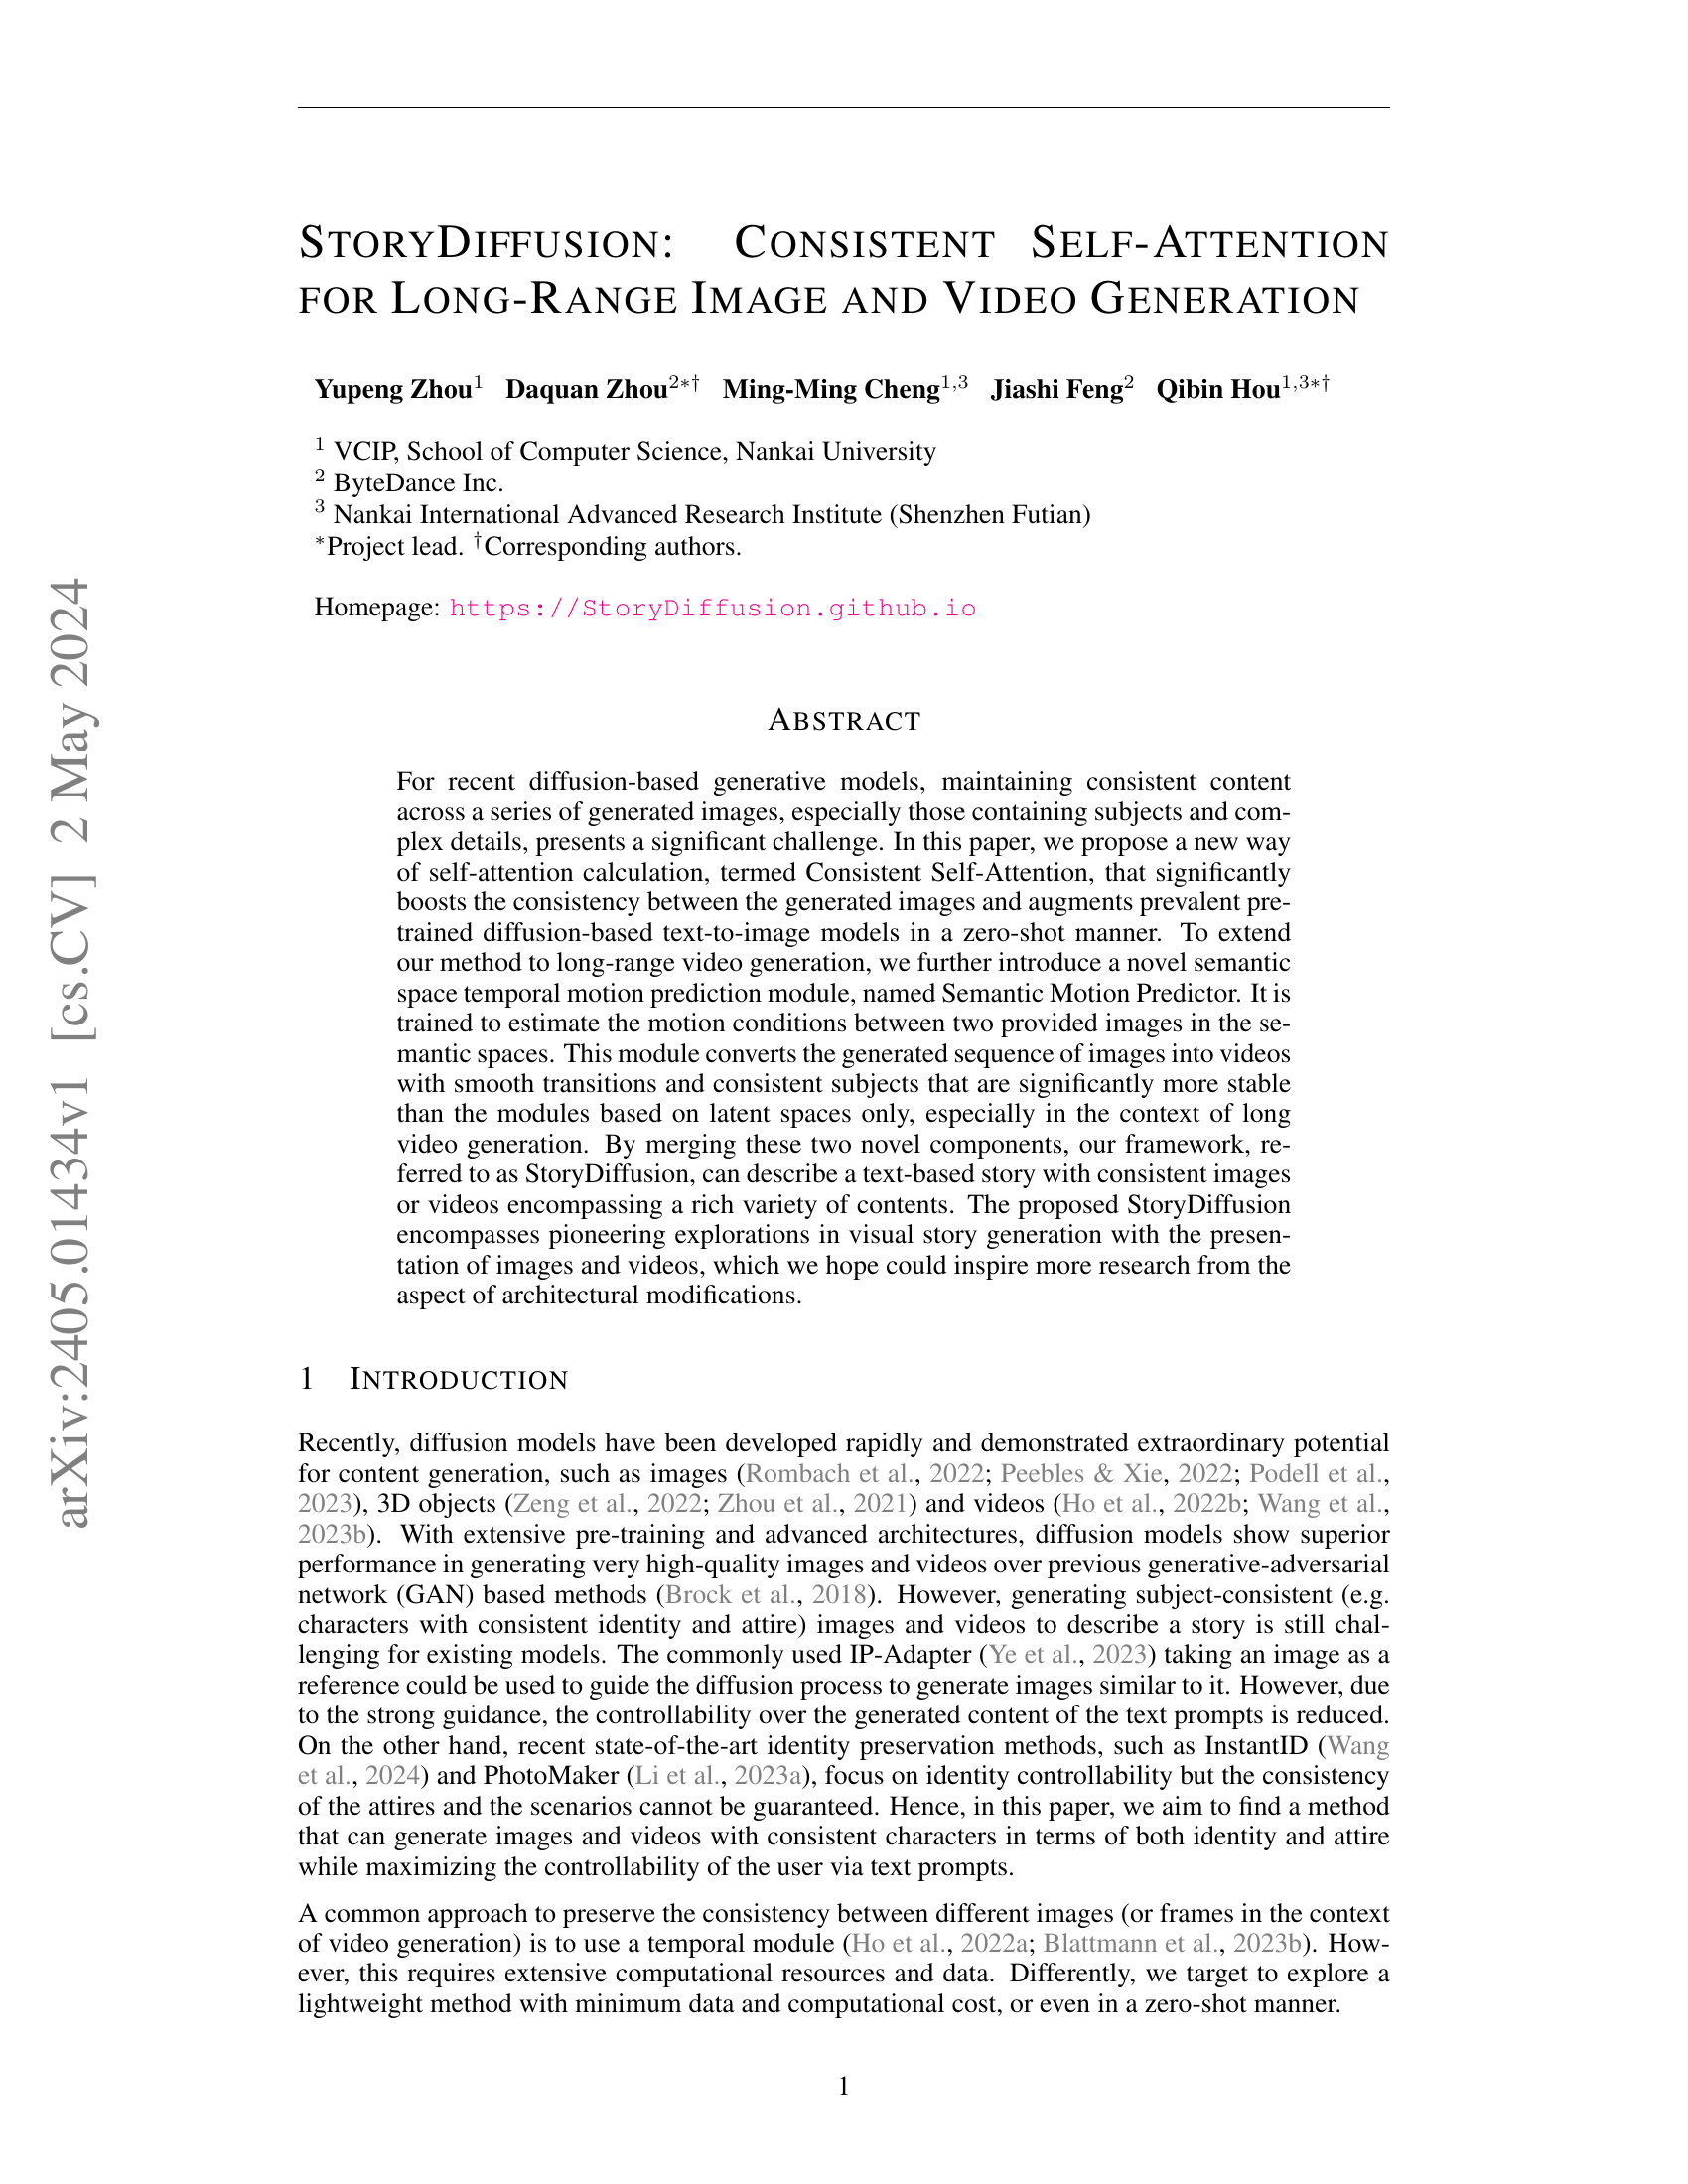 STORYDIFFUSION: CONSISTENT SELF-ATTENTION
FOR LONG-RANGE IMAGE AND VIDEO GENERATION
Yupeng Zhou1 Daquan Zhou2∗† Ming-Ming Cheng1,3 Jiashi Feng2 Qibin Hou1,3∗†
1 VCIP, School of Computer Science, Nankai University
2 ByteDance Inc.
3 Nankai International Advanced Research Institute (Shenzhen Futian)
∗Project lead. †Corresponding authors.
Homepage: https://StoryDiffusion.github.io
ABSTRACT
For recent diffusion-based generative models, maintaining consistent content
across a series of generated images, especially those containing subjects and com-
plex details, presents a significant challenge. In this paper, we propose a new way
of self-attention calculation, termed Consistent Self-Attention, that significantly
boosts the consistency between the generated images and augments prevalent pre-
trained diffusion-based text-to-image models in a zero-shot manner. To extend
our method to long-range video generation, we further introduce a novel semantic
space temporal motion prediction module, named Semantic Motion Predictor. It is
trained to estimate the motion conditions between two provided images in the se-
mantic spaces. This module converts the generated sequence of images into videos
with smooth transitions and consistent subjects that are significantly more stable
than the modules based on latent spaces only, especially in the context of long
video generation. By merging these two novel components, our framework, re-
ferred to as StoryDiffusion, can describe a text-based story with consistent images
or videos encompassing a rich variety of contents. The proposed StoryDiffusion
encompasses pioneering explorations in visual story generation with the presen-
tation of images and videos, which we hope could inspire more research from the
aspect of architectural modifications.
1 INTRODUCTION
Recently, diffusion models have been developed rapidly and demonstrated extraordinary potential
for content generation, such as images (Rombach et al., 2022; Peebles & Xie, 2022; Podell et al.,
2023), 3D objects (Zeng et al., 2022; Zhou et al., 2021) and videos (Ho et al., 2022b; Wang et al.,
2023b). With extensive pre-training and advanced architectures, diffusion models show superior
performance in generating very high-quality images and videos over previous generative-adversarial
network (GAN) based methods (Brock et al., 2018). However, generating subject-consistent (e.g.
characters with consistent identity and attire) images and videos to describe a story is still chal-
lenging for existing models. The commonly used IP-Adapter (Ye et al., 2023) taking an image as a
reference could be used to guide the diffusion process to generate images similar to it. However, due
to the strong guidance, the controllability over the generated content of the text prompts is reduced.
On the other hand, recent state-of-the-art identity preservation methods, such as InstantID (Wang
et al., 2024) and PhotoMaker (Li et al., 2023a), focus on identity controllability but the consistency
of the attires and the scenarios cannot be guaranteed. Hence, in this paper, we aim to find a method
that can generate images and videos with consistent characters in terms of both identity and attire
while maximizing the controllability of the user via text prompts.
A common approach to preserve the consistency between different images (or frames in the context
of video generation) is to use a temporal module (Ho et al., 2022a; Blattmann et al., 2023b). How-
ever, this requires extensive computational resources and data. Differently, we target to explore a
lightweight method with minimum data and computational cost, or even in a zero-shot manner.
1
arXiv:2405.01434v1 [cs.CV] 2 May 2024